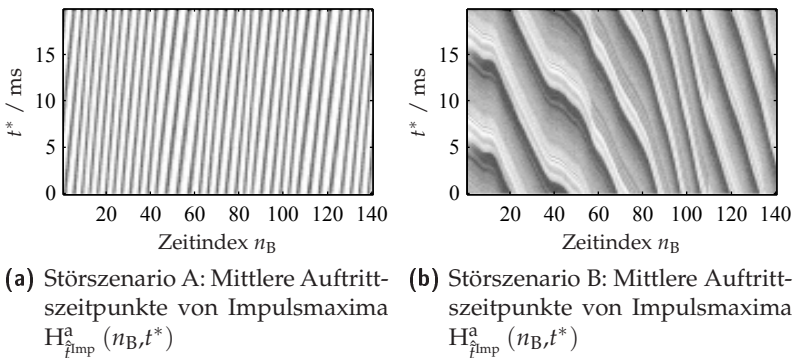 15
10
5
0
t* / ms
20 40 60 80 100 120 140
Zeitindex n_B
15
10
5
0
t* / ms
20 40 60 80 100 120 140
Zeitindex n_B
(a) Störszenario A: Mittlere Auftritt-
szeitpunkte von Impulsmaxima
H^a_{\hat{t}^{Imp}} (n_B,t*)
(b) Störszenario B: Mittlere Auftritt-
szeitpunkte von Impulsmaxima
H^a_{\hat{t}^{Imp}} (n_B,t*)